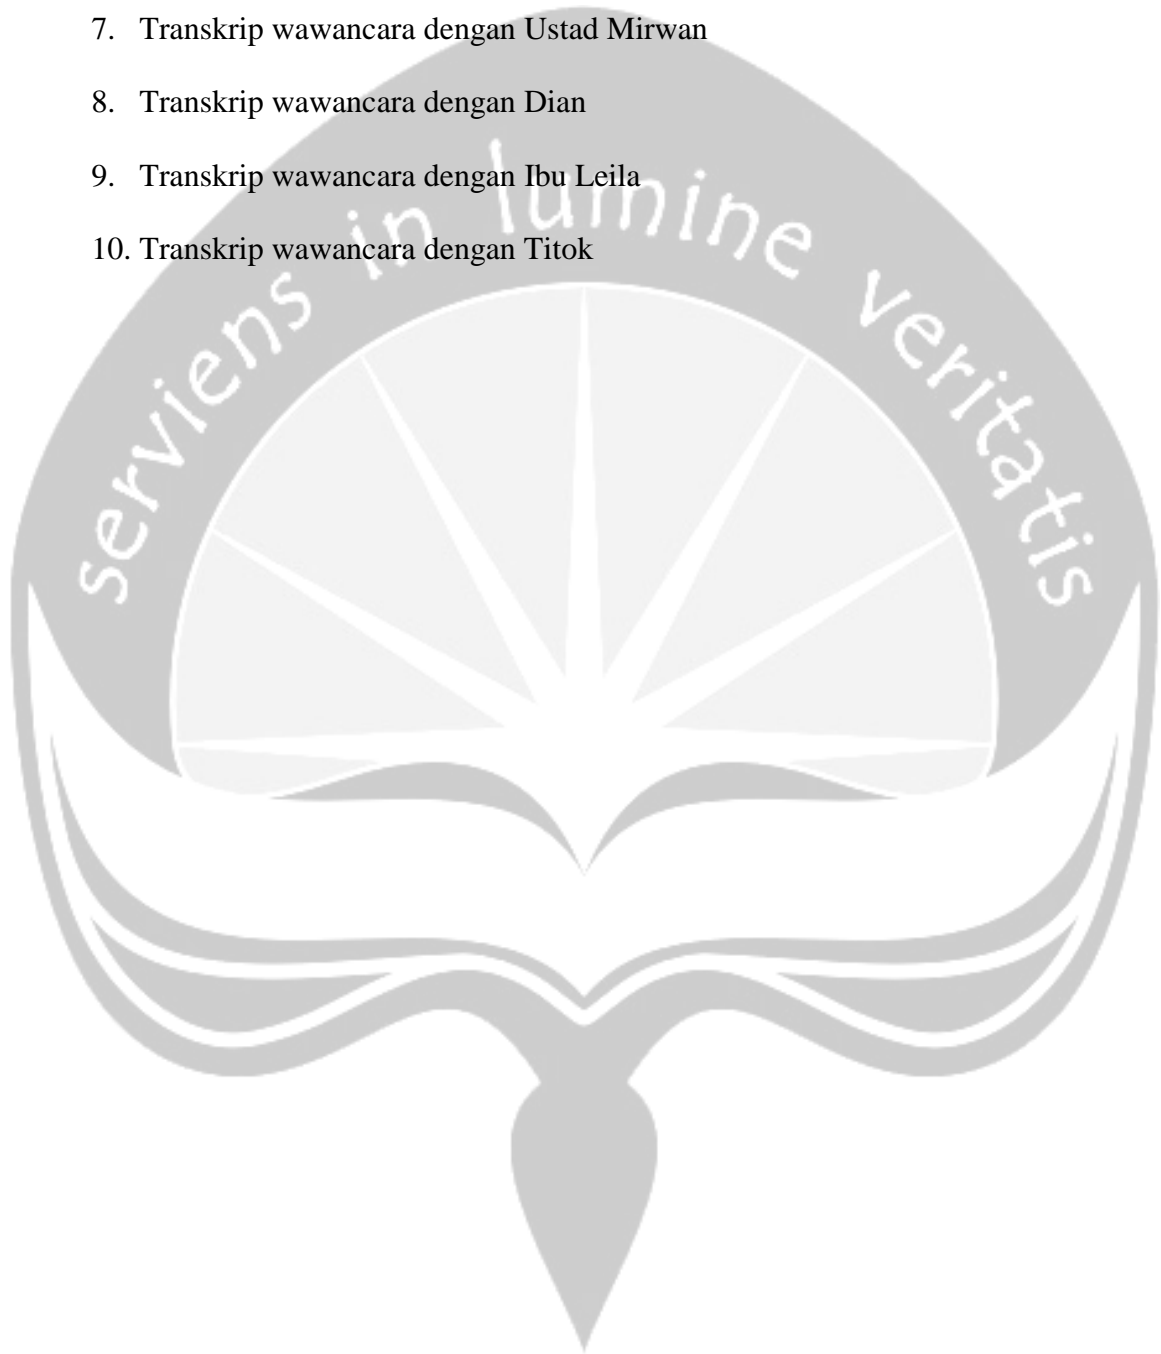 7. Transkrip wawancara dengan Ustad Mirwan
8. Transkrip wawancara dengan Dian
9. Transkrip wawancara dengan Ibu Leila
10. Transkrip wawancara dengan Titok
serviens in lumine veritatis